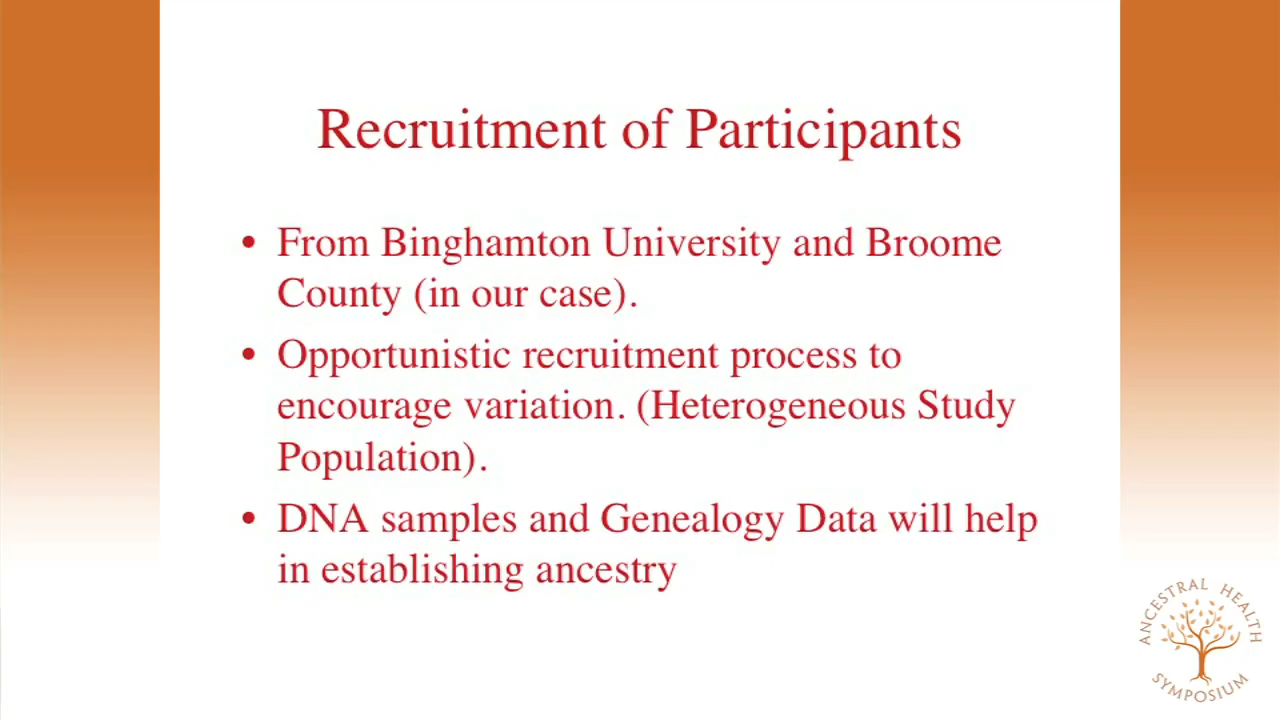 Recruitment of Participants
• From Binghamton University and Broome
County (in our case).
• Opportunistic recruitment process to
encourage variation. (Heterogeneous Study
Population).
• DNA samples and Genealogy Data will help
in establishing ancestry
ANCESTRAL HEALTH
SYMPOSIUM